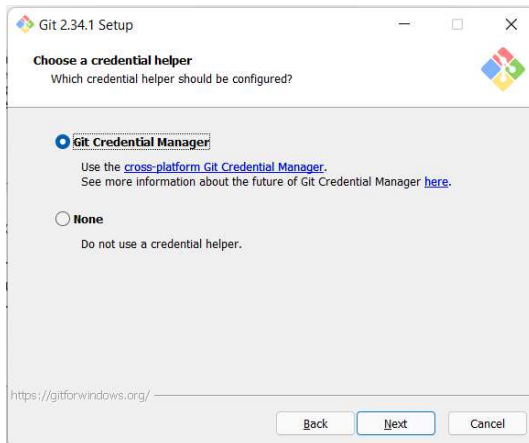 Git 2.34.1 Setup
Choose a credential helper
Which credential helper should be configured?
Git Credential Manager
Use the cross-platform Git Credential Manager.
See more information about the future of Git Credential Manager here.
None
Do not use a credential helper.
https://gitforwindows.org/
Back Next Cancel